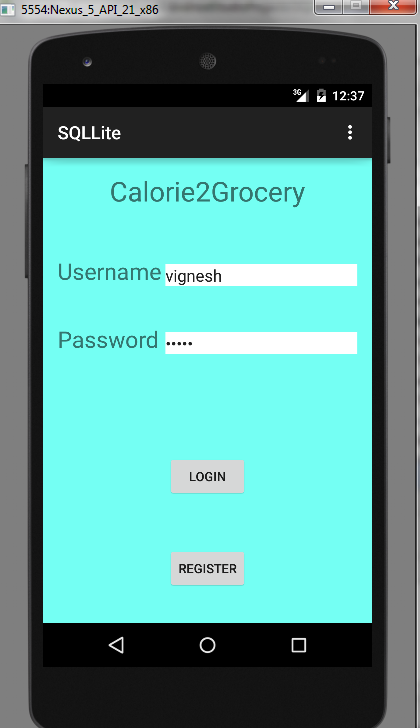 5554:Nexus_5_API_21_x86
3G 12:37
SQLLite
Calorie2Grocery
Username vignesh
Password •••••
LOGIN
REGISTER